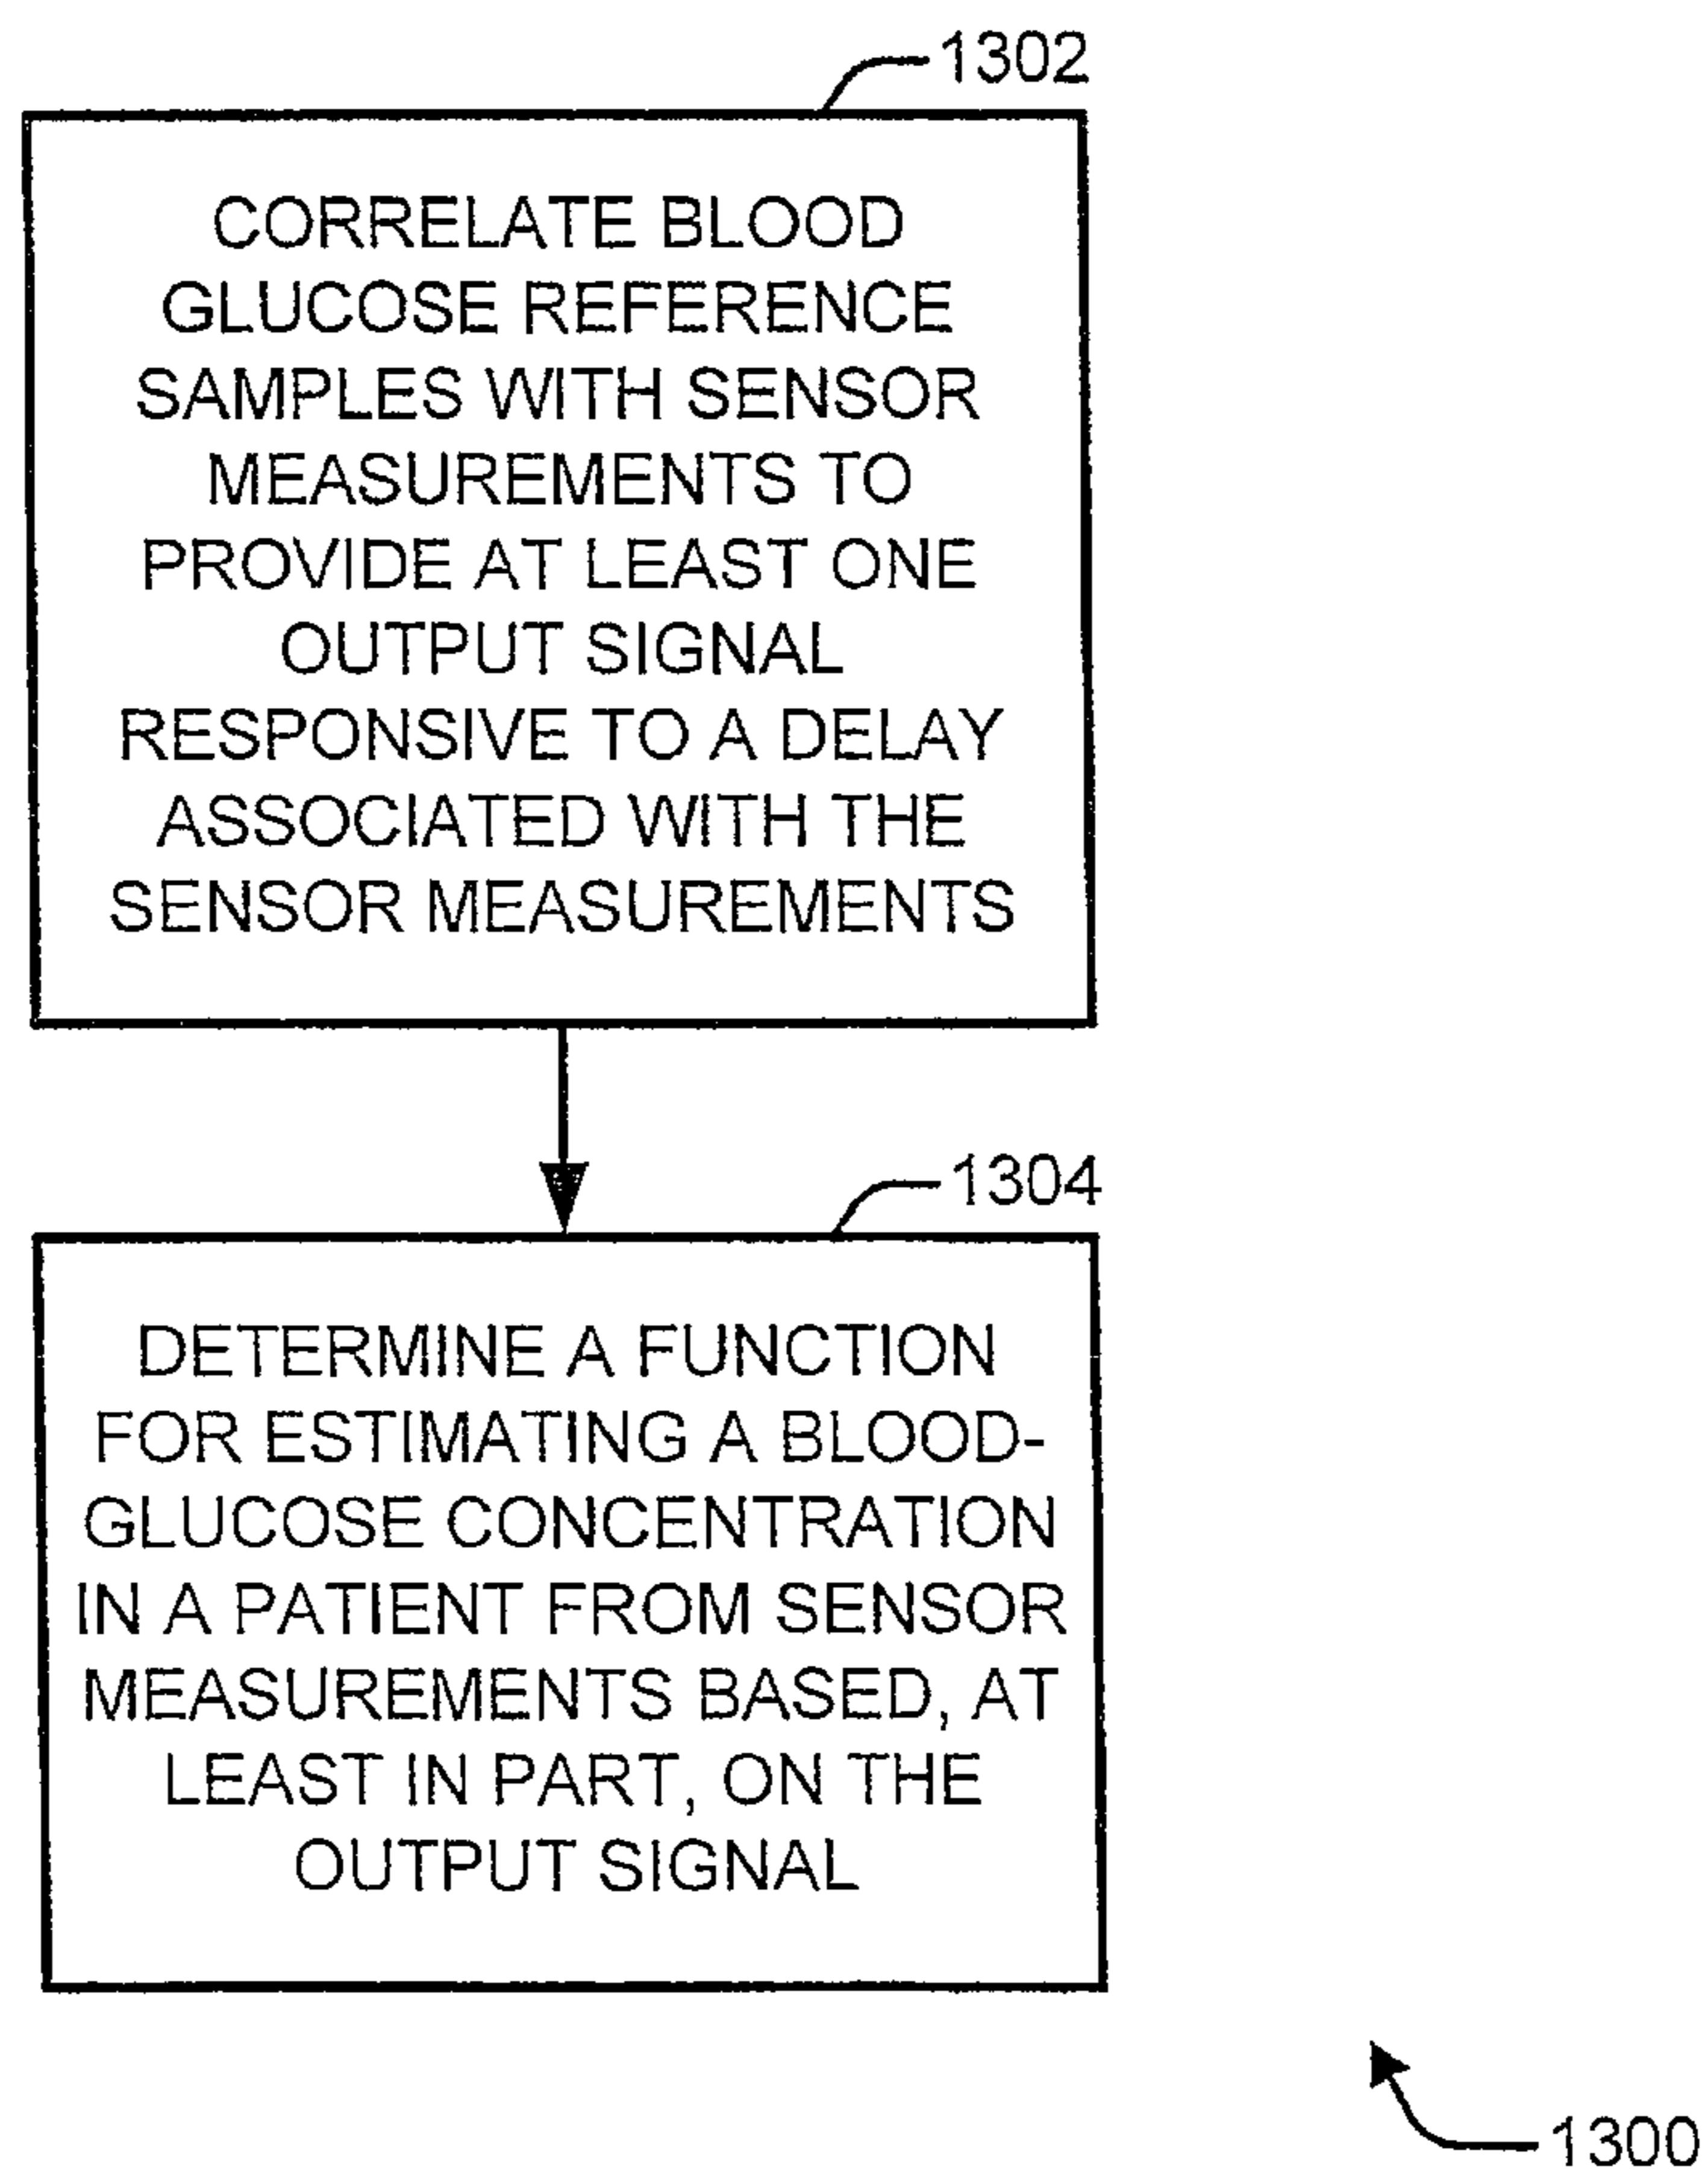 1302
CORRELATE BLOOD
GLUCOSE REFERENCE
SAMPLES WITH SENSOR
MEASUREMENTS TO
PROVIDE AT LEAST ONE
OUTPUT SIGNAL
RESPONSIVE TO A DELAY
ASSOCIATED WITH THE
SENSOR MEASUREMENTS
1304
DETERMINE A FUNCTION
FOR ESTIMATING A BLOOD-
GLUCOSE CONCENTRATION
IN A PATIENT FROM SENSOR
MEASUREMENTS BASED, AT
LEAST IN PART, ON THE
OUTPUT SIGNAL
1300